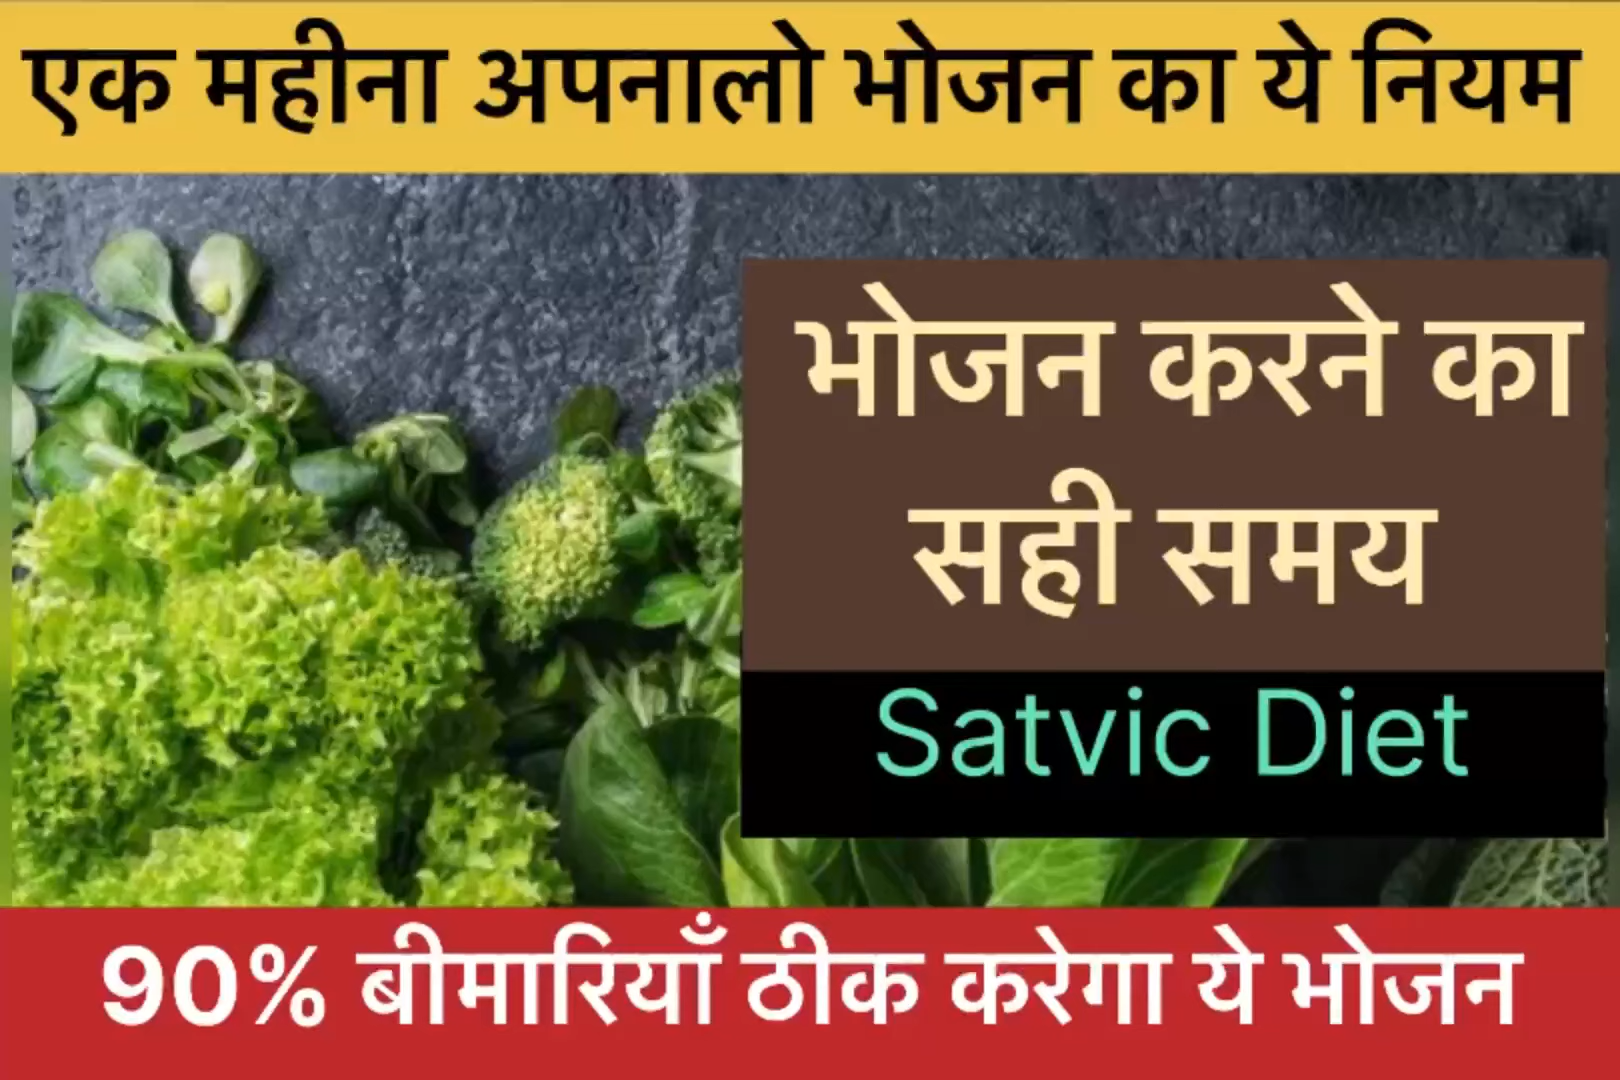 एक महीना अपनालो भोजन का ये नियम
भोजन करने का
सही समय
Satvic Diet
90% बीमारियाँ ठीक करेगा ये भोजन